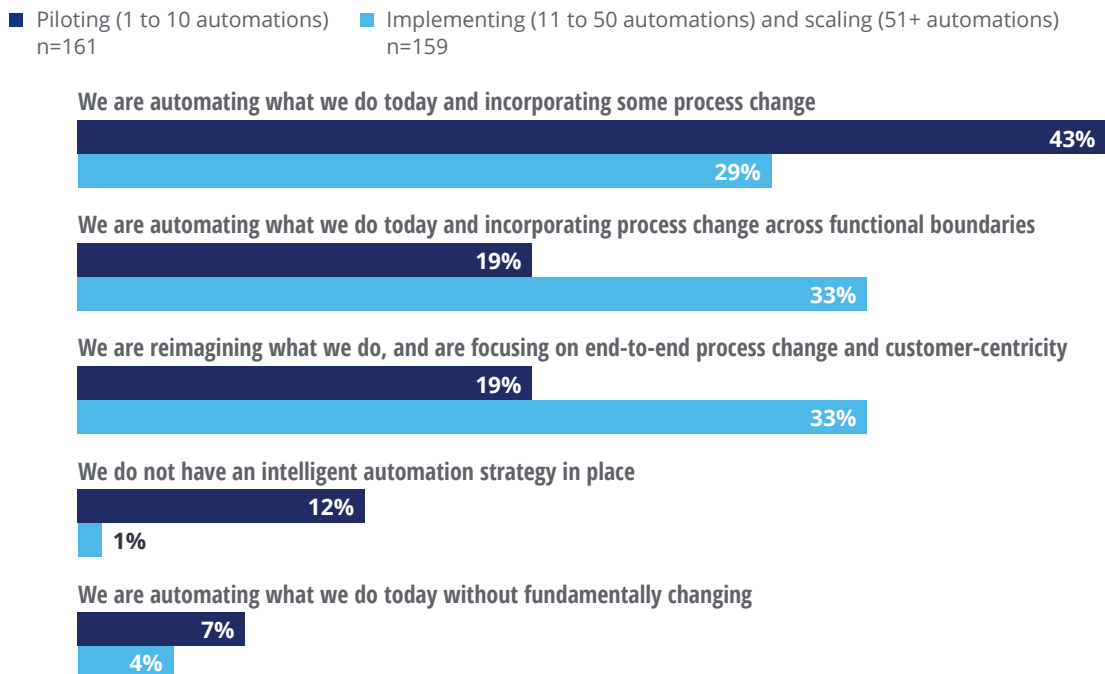 Piloting (1 to 10 automations)
n=161
Implementing (11 to 50 automations) and scaling (51+ automations)
n=159
We are automating what we do today and incorporating some process change
43%
29%
We are automating what we do today and incorporating process change across functional boundaries
19%
33%
We are reimagining what we do, and are focusing on end-to-end process change and customer-centricity
19%
33%
We do not have an intelligent automation strategy in place
12%
1%
We are automating what we do today without fundamentally changing
7%
4%